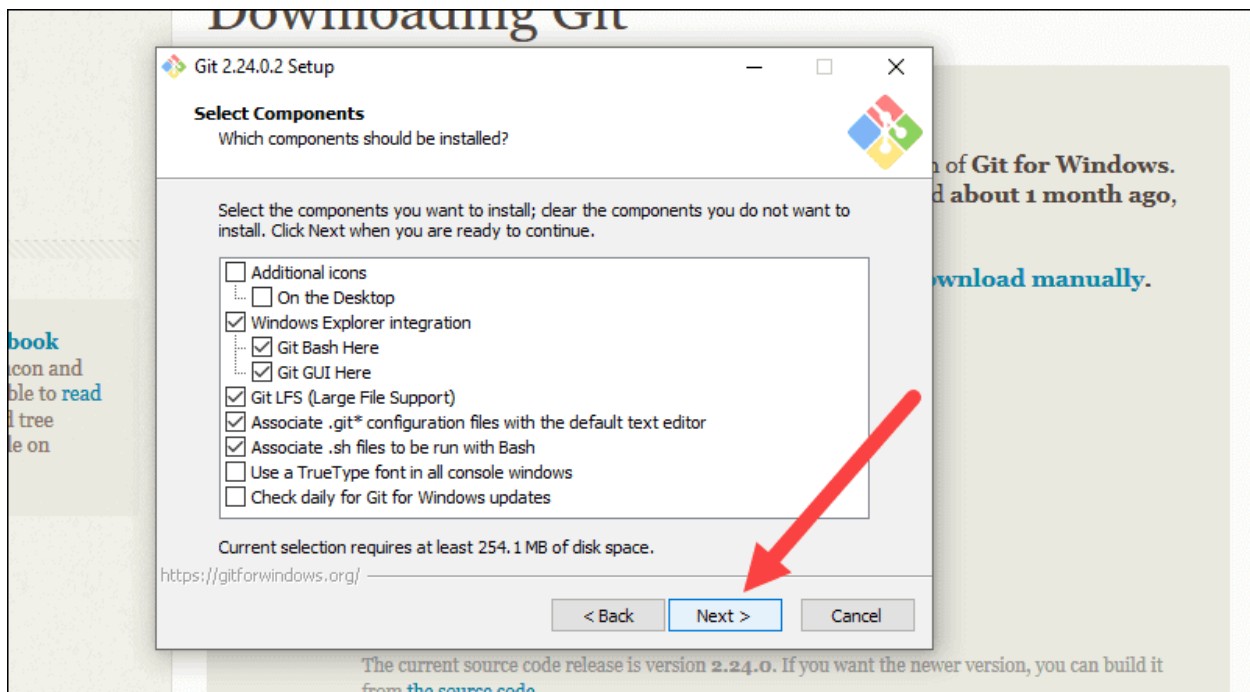 Downloading Git
Git 2.24.0.2 Setup
Select Components
Which components should be installed?
of Git for Windows.
about 1 month ago,
Select the components you want to install; clear the components you do not want to
install. Click Next when you are ready to continue.
Additional icons
On the Desktop
Windows Explorer integration
Git Bash Here
Git GUI Here
Git LFS (Large File Support)
Associate .git* configuration files with the default text editor
Associate .sh files to be run with Bash
Use a TrueType font in all console windows
Check daily for Git for Windows updates
ownload manually.
book
acon and
ble to read
d tree
le on
Current selection requires at least 254.1 MB of disk space.
https://gitforwindows.org/
< Back
Next >
Cancel
The current source code release is version 2.24.0. If you want the newer version, you can build it
from the source code.